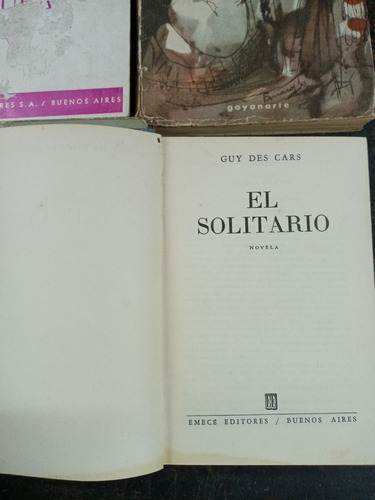 RES S.A. / BUENOS AIRES
goyanarte
GUY DES CARS
EL
SOLITARIO
NOVELA
EMECÉ EDITORES / BUENOS AIRES